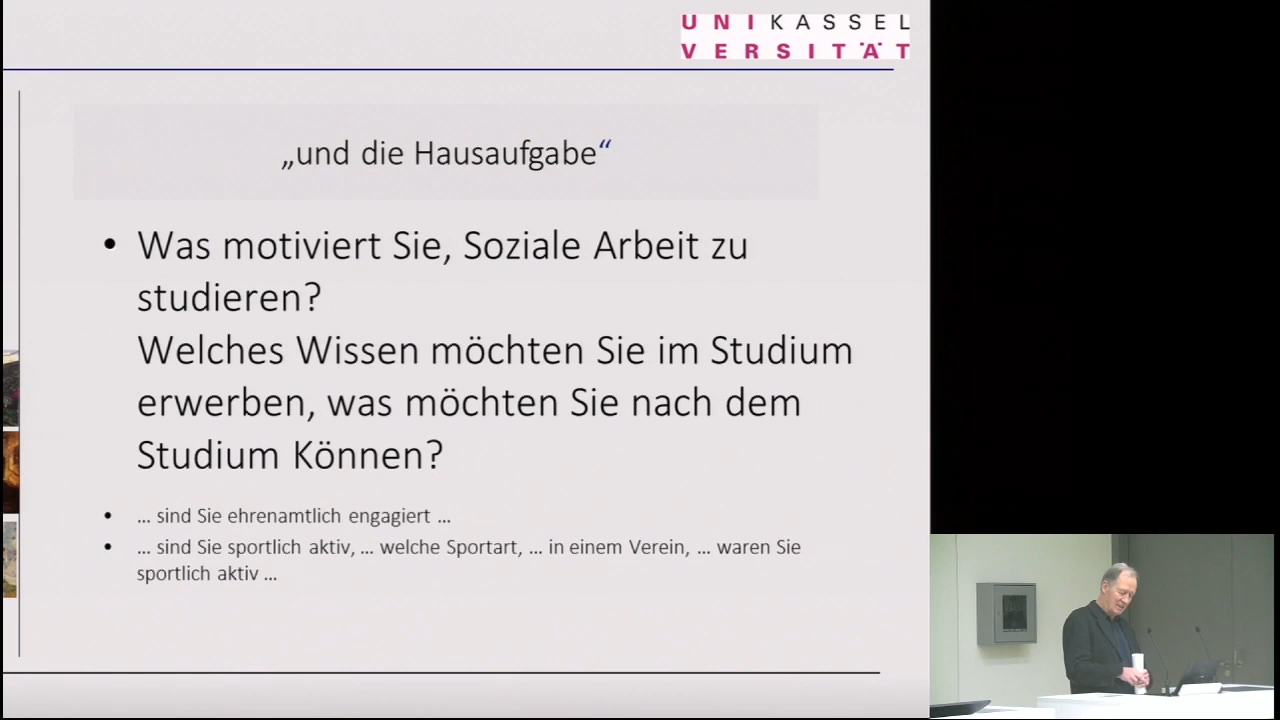 UNIKASSEL
VERSITÄT
„und die Hausaufgabe“
• Was motiviert Sie, Soziale Arbeit zu
studieren?
Welches Wissen möchten Sie im Studium
erwerben, was möchten Sie nach dem
Studium Können?
• ... sind Sie ehrenamtlich engagiert ...
• ... sind Sie sportlich aktiv, ... welche Sportart, ... in einem Verein, ... waren Sie
sportlich aktiv ...